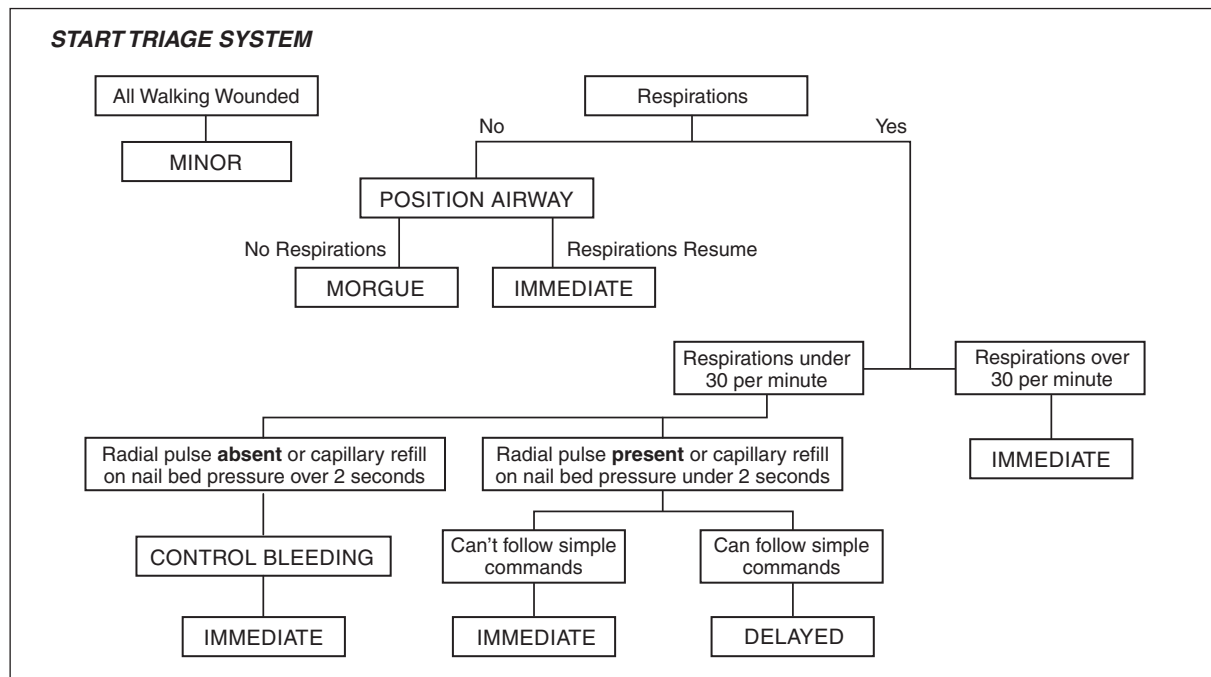 START TRIAGE SYSTEM
All Walking Wounded
MINOR
Respirations
No
Yes
POSITION AIRWAY
No Respirations
Respirations Resume
MORGUE
IMMEDIATE
Respirations under
30 per minute
Respirations over
30 per minute
IMMEDIATE
Radial pulse absent or capillary refill
on nail bed pressure over 2 seconds
Radial pulse present or capillary refill
on nail bed pressure under 2 seconds
CONTROL BLEEDING
IMMEDIATE
Can't follow simple
commands
Can follow simple
commands
IMMEDIATE
DELAYED